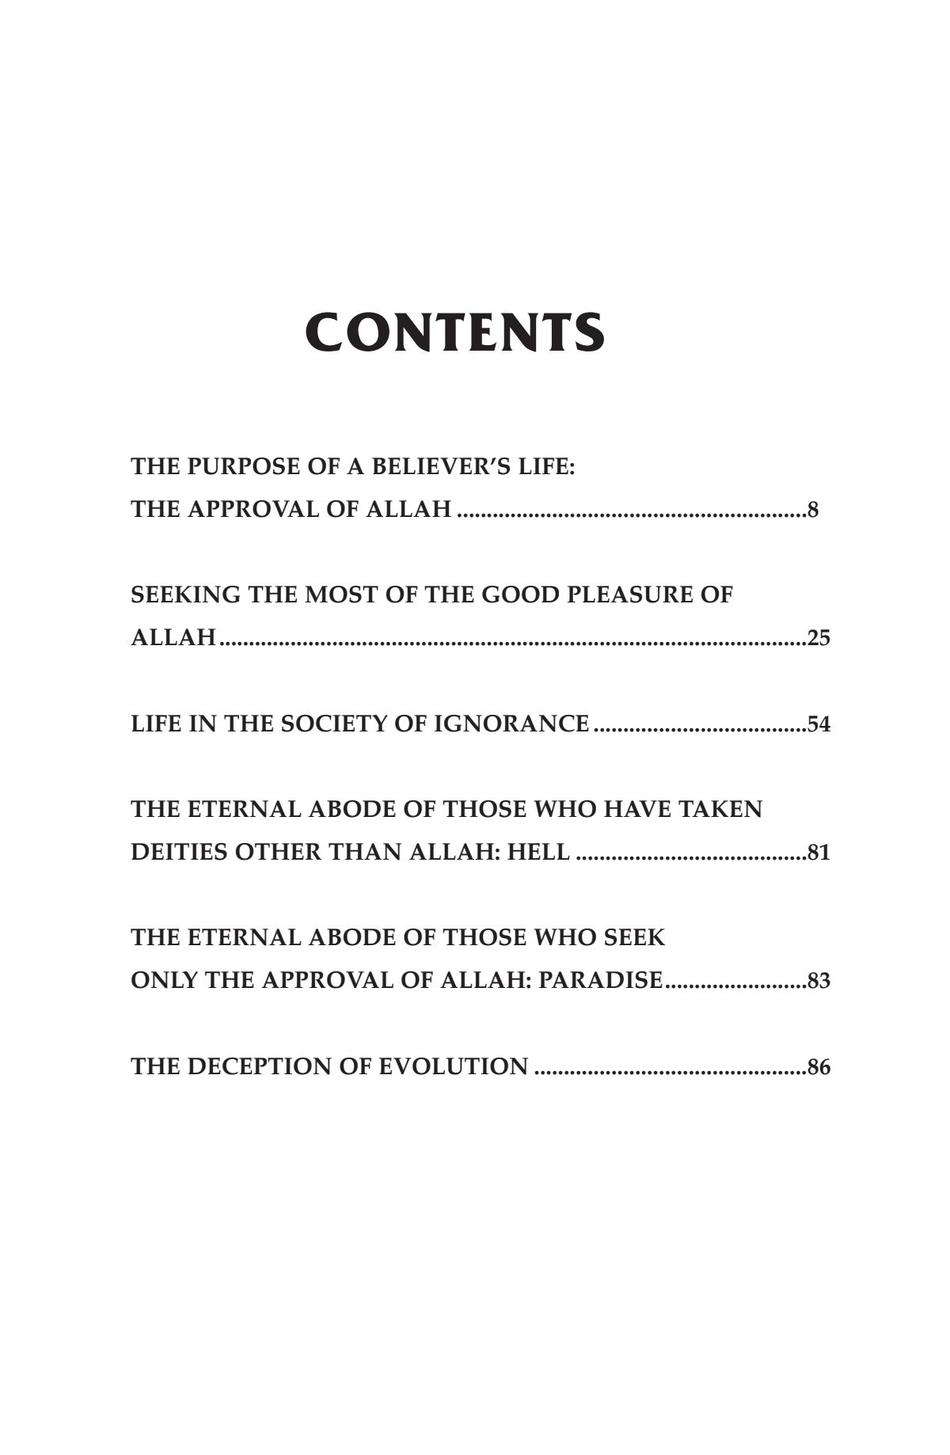 CONTENTS
THE PURPOSE OF A BELIEVER’S LIFE:
THE APPROVAL OF ALLAH ...........................................................8
SEEKING THE MOST OF THE GOOD PLEASURE OF
ALLAH...................................................................................................25
LIFE IN THE SOCIETY OF IGNORANCE....................................54
THE ETERNAL ABODE OF THOSE WHO HAVE TAKEN
DEITIES OTHER THAN ALLAH: HELL .......................................81
THE ETERNAL ABODE OF THOSE WHO SEEK
ONLY THE APPROVAL OF ALLAH: PARADISE........................83
THE DECEPTION OF EVOLUTION ..............................................86